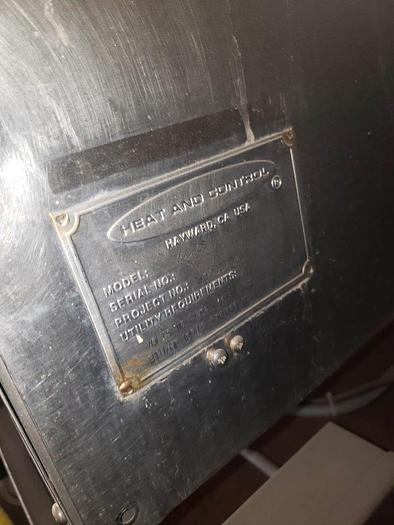 HEAT AND CONTROL ®
HAYWARD, CA USA
MODEL:
SERIAL NO.:
PROJECT NO.:
UTILITY REQUIREMENTS: